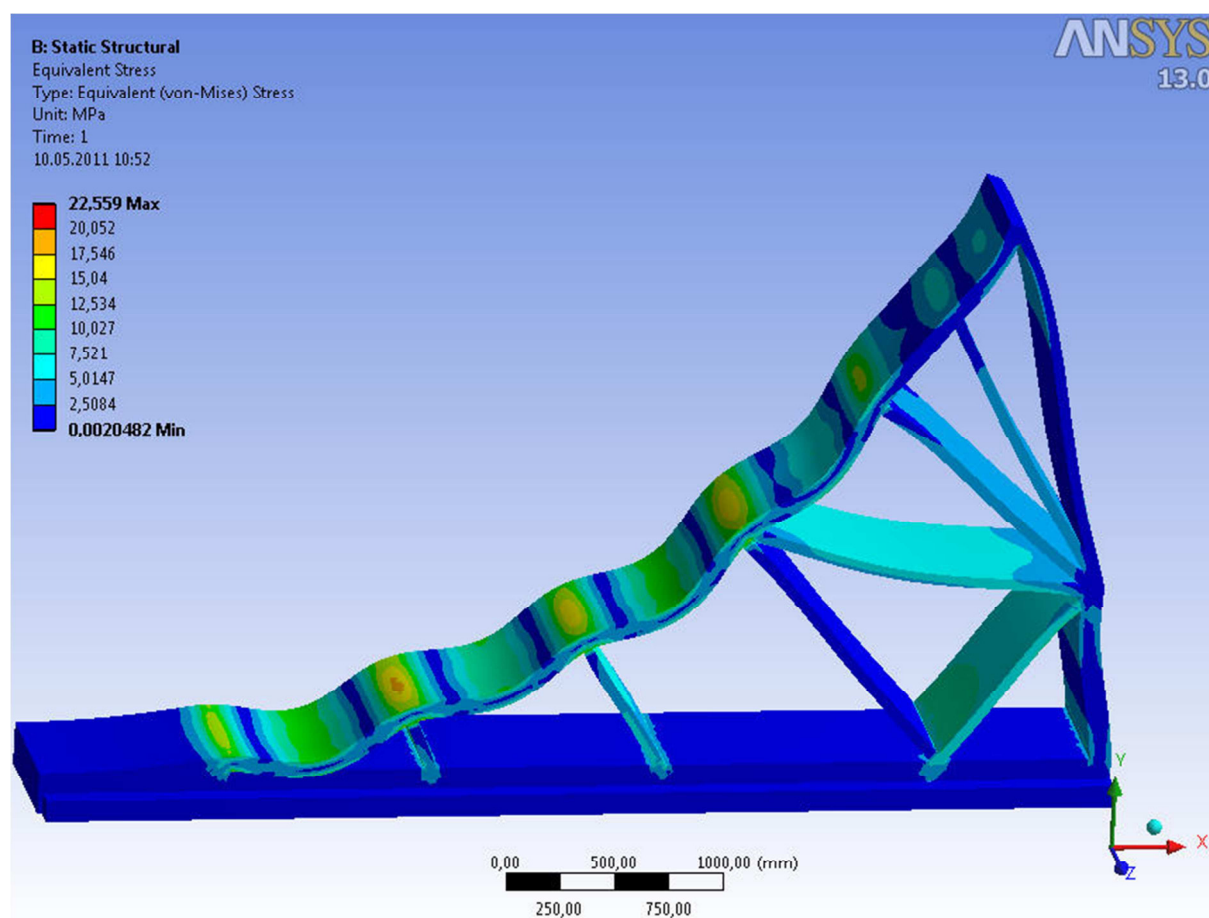 B: Static Structural
Equivalent Stress
Type: Equivalent (von-Mises) Stress
Unit: MPa
Time: 1
10.05.2011 10:52
ANSYS
13.0
22,559 Max
20,052
17,546
15,04
12,534
10,027
7,521
5,0147
2,5084
0,0020482 Min
Y
X
Z
0,00 500,00 1000,00 (mm)
250,00 750,00